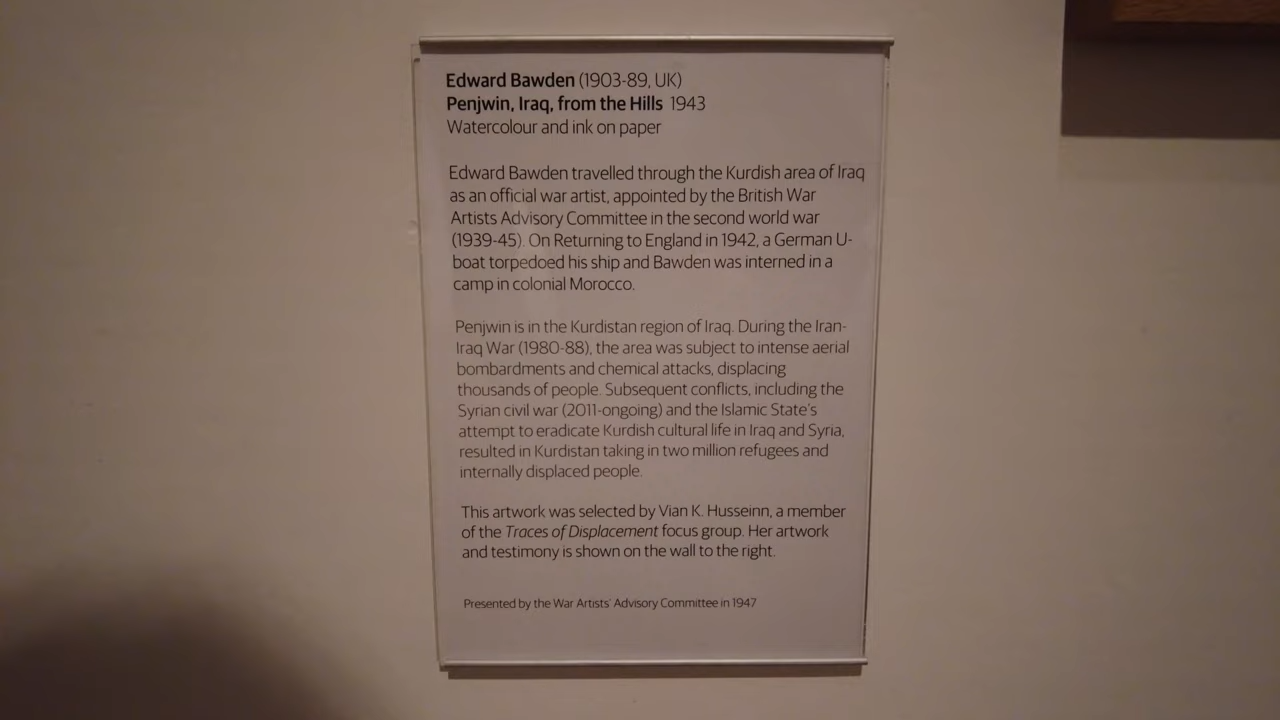 Edward Bawden (1903-89, UK)
Penjwin, Iraq, from the Hills 1943
Watercolour and ink on paper
Edward Bawden travelled through the Kurdish area of Iraq
as an official war artist, appointed by the British War
Artists Advisory Committee in the second world war
(1939-45). On Returning to England in 1942, a German U-
boat torpedoed his ship and Bawden was interned in a
camp in colonial Morocco.
Penjwin is in the Kurdistan region of Iraq. During the Iran-
Iraq War (1980-88), the area was subject to intense aerial
bombardments and chemical attacks, displacing
thousands of people. Subsequent conflicts, including the
Syrian civil war (2011-ongoing) and the Islamic State's
attempt to eradicate Kurdish cultural life in Iraq and Syria,
resulted in Kurdistan taking in two million refugees and
internally displaced people.
This artwork was selected by Vian K. Husseinn, a member
of the Traces of Displacement focus group. Her artwork
and testimony is shown on the wall to the right.
Presented by the War Artists' Advisory Committee in 1947